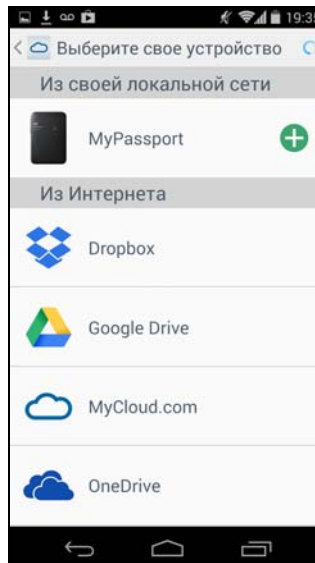 19:35
Выберите свое устройство
Из своей локальной сети
MyPassport
Из Интернета
Dropbox
Google Drive
MyCloud.com
OneDrive